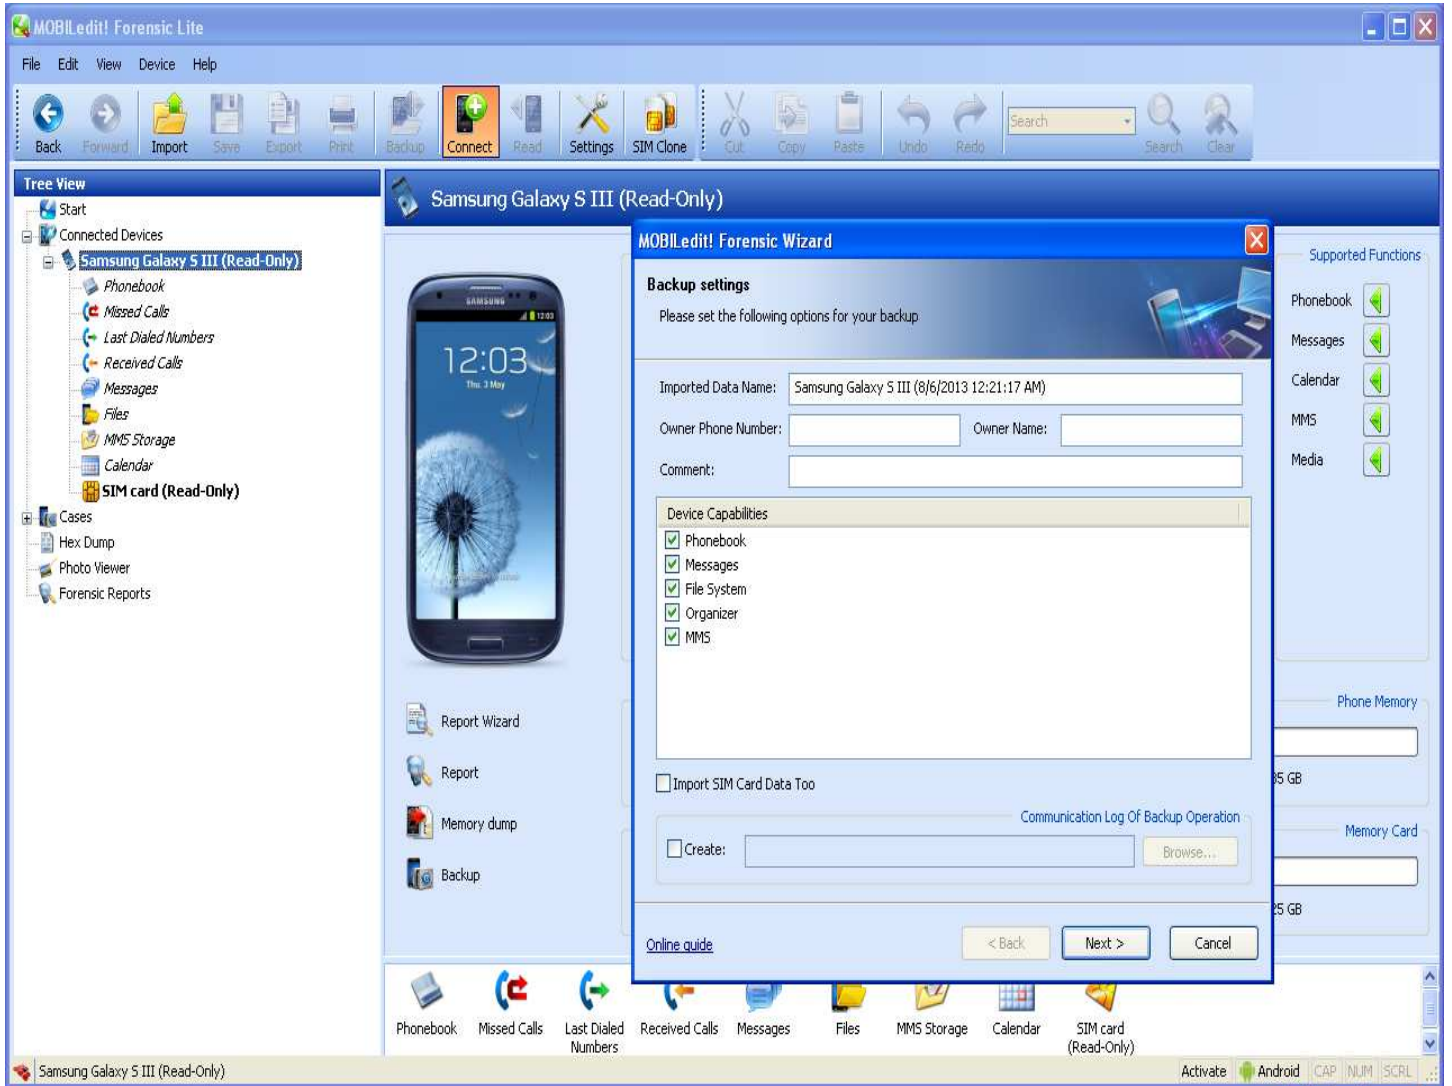 MOBILedit! Forensic Lite
File Edit View Device Help
Back Forward Import Save Export Print Backup Connect Read Settings SIM Clone Cut Copy Paste Undo Redo Search Search Clear
Tree View
Start
Connected Devices
Samsung Galaxy S III (Read-Only)
Phonebook
Missed Calls
Last Dialed Numbers
Received Calls
Messages
Files
MMS Storage
Calendar
SIM card (Read-Only)
Cases
Hex Dump
Photo Viewer
Forensic Reports
Samsung Galaxy S III (Read-Only)
SAMSUNG
12:03
12:03
Thu. 3 May
Report Wizard
Report
Memory dump
Backup
MOBILedit! Forensic Wizard
Backup settings
Please set the following options for your backup
Imported Data Name: Samsung Galaxy S III (8/6/2013 12:21:17 AM)
Owner Phone Number: Owner Name:
Comment:
Device Capabilities
Phonebook
Messages
File System
Organizer
MMS
Import SIM Card Data Too
Communication Log Of Backup Operation
Create: Browse...
Online guide < Back Next > Cancel
Supported Functions
Phonebook
Messages
Calendar
MMS
Media
Phone Memory
GB
Memory Card
25 GB
Phonebook Missed Calls Last Dialed Received Calls Messages Files MMS Storage Calendar SIM card
Numbers (Read-Only)
Samsung Galaxy S III (Read-Only) Activate Android CAP NUM SCRL